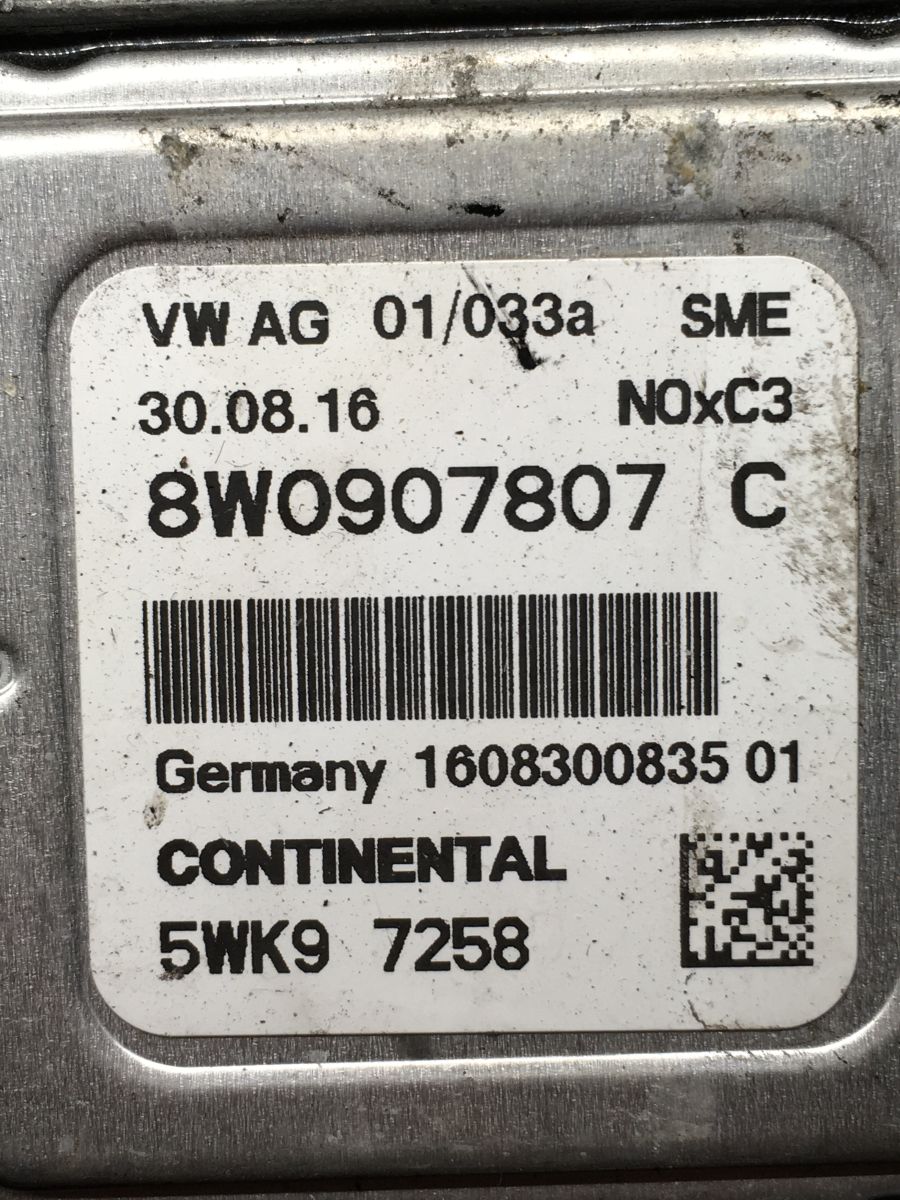 VW AG 01/033a SME
30.08.16 NOxC3
8W0907807 C
Germany 1608300835 01
CONTINENTAL
5WK9 7258